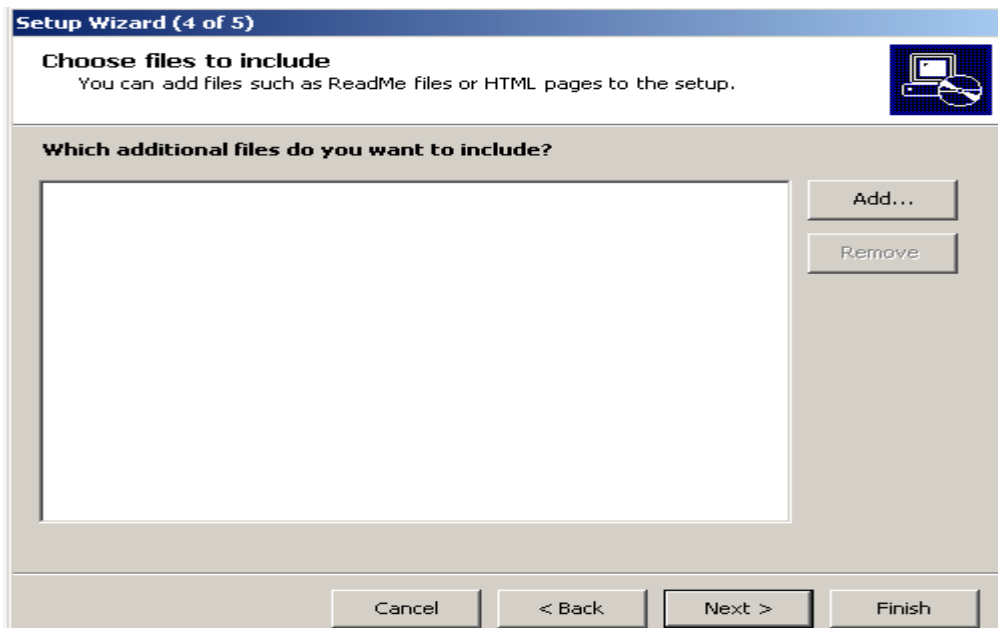 Setup Wizard (4 of 5)
Choose files to include
You can add files such as ReadMe files or HTML pages to the setup.
Which additional files do you want to include?
Add...
Remove
Cancel
< Back
Next >
Finish